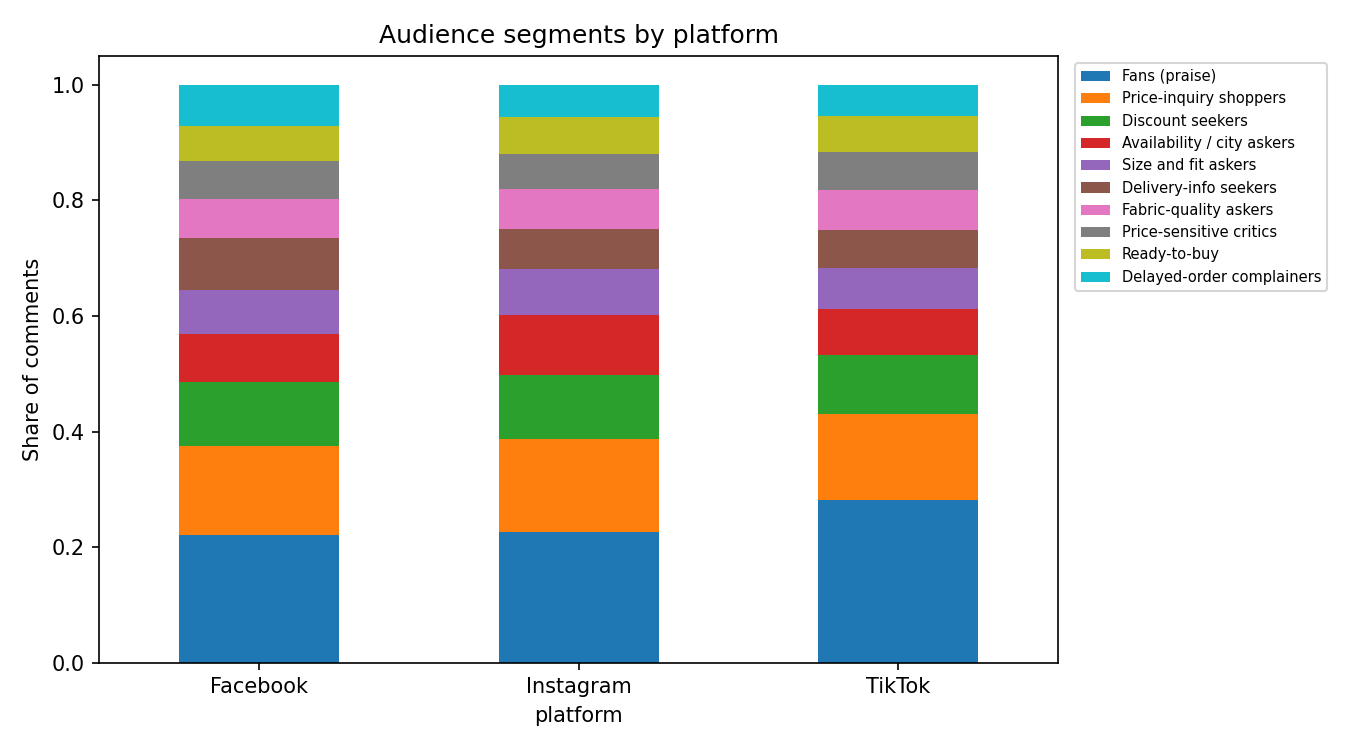 Audience segments by platform
Share of comments
1.0
0.8
0.6
0.4
0.2
0.0
Facebook
Instagram
TikTok
platform
Fans (praise)
Price-inquiry shoppers
Discount seekers
Availability / city askers
Size and fit askers
Delivery-info seekers
Fabric-quality askers
Price-sensitive critics
Ready-to-buy
Delayed-order complainers